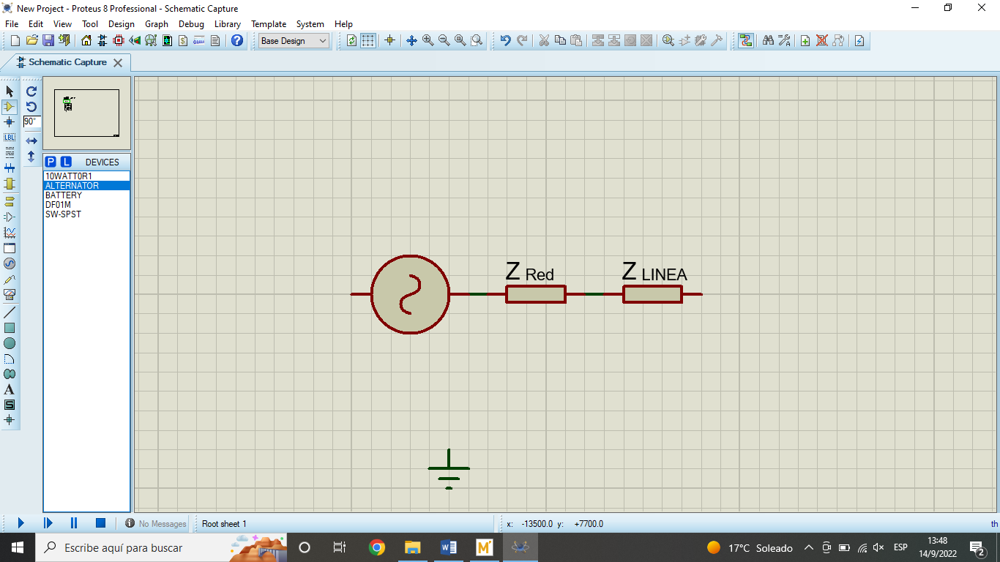 New Project - Proteus 8 Professional - Schematic Capture
File Edit View Tool Design Graph Debug Library Template System Help
Base Design
Schematic Capture
90°
LBL
P L DEVICES
10WATT0R1
ALTERNATOR
BATTERY
DF01M
SW-SPST
Z Red
Z LINEA
A
S
No Messages
Root sheet 1
x: -13500.0 y: +7700.0
th
Escribe aquí para buscar
17°C Soleado
ESP
13:48
14/9/2022
2